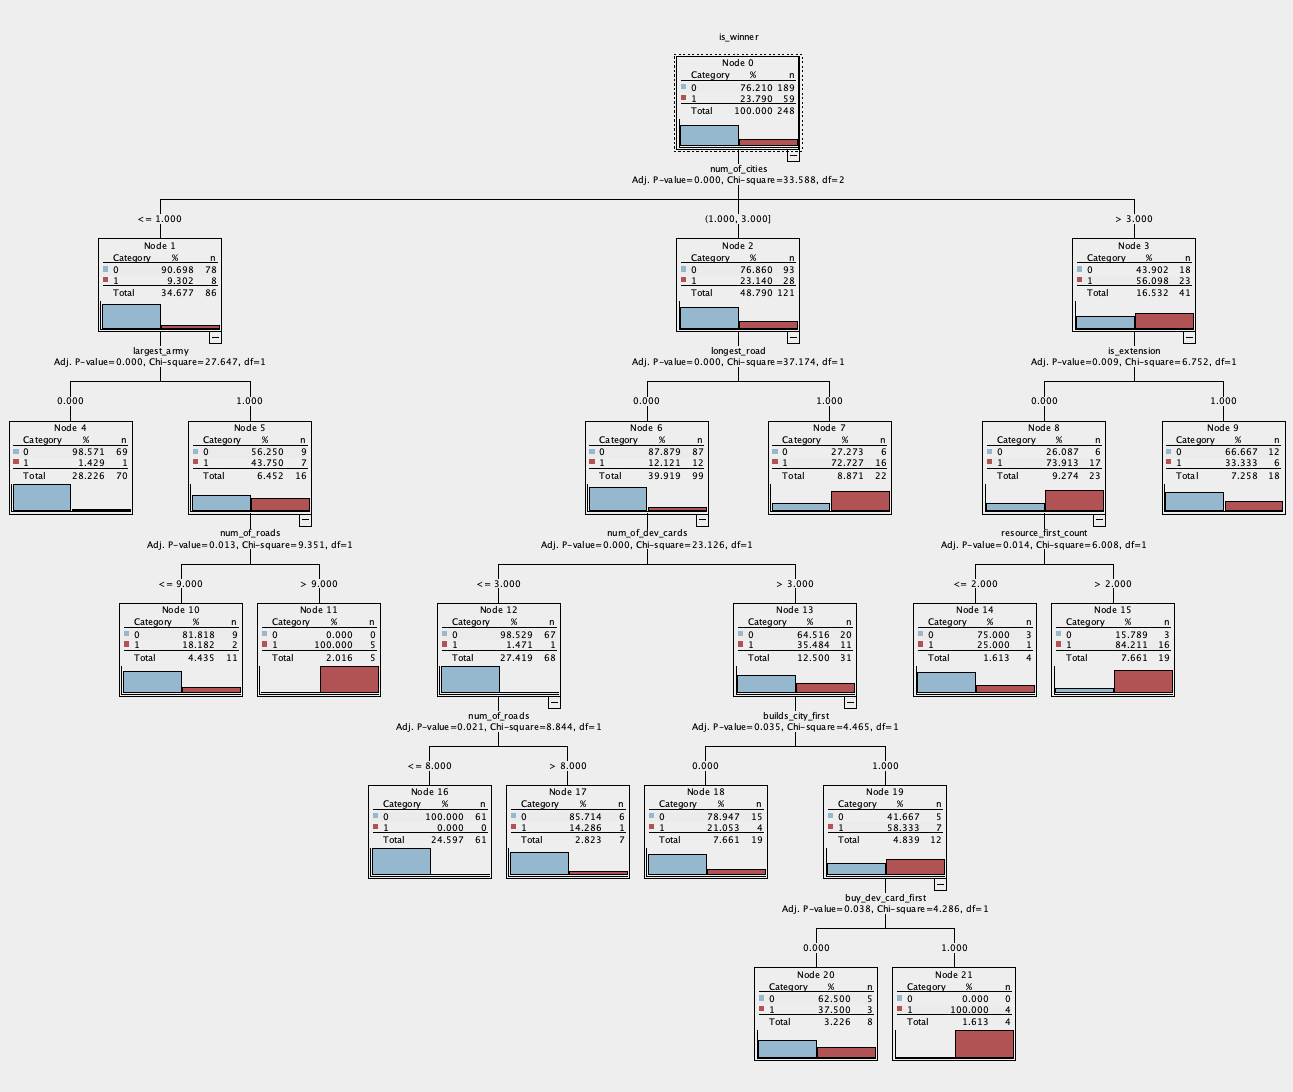 is_winner
Node 0
Category % n
0 76.210 189
1 23.790 59
Total 100.000 248
num_of_cities
Adj. P-value=0.000, Chi-square=33.588, df=2
<= 1.000
(1.000, 3.000]
> 3.000
Node 1
Category % n
0 90.698 78
1 9.302 8
Total 34.677 86
Node 2
Category % n
0 76.860 93
1 23.140 28
Total 48.790 121
Node 3
Category % n
0 43.902 18
1 56.098 23
Total 16.532 41
largest_army
Adj. P-value=0.000, Chi-square=27.647, df=1
longest_road
Adj. P-value=0.000, Chi-square=37.174, df=1
is_extension
Adj. P-value=0.009, Chi-square=6.752, df=1
0.000
1.000
0.000
1.000
0.000
1.000
Node 4
Category % n
0 98.571 69
1 1.429 1
Total 28.226 70
Node 5
Category % n
0 56.250 9
1 43.750 7
Total 6.452 16
Node 6
Category % n
0 87.879 87
1 12.121 12
Total 39.919 99
Node 7
Category % n
0 27.273 6
1 72.727 16
Total 8.871 22
Node 8
Category % n
0 26.087 6
1 73.913 17
Total 9.274 23
Node 9
Category % n
0 66.667 12
1 33.333 6
Total 7.258 18
num_of_roads
Adj. P-value=0.013, Chi-square=9.351, df=1
num_of_dev_cards
Adj. P-value=0.000, Chi-square=23.126, df=1
resource_first_count
Adj. P-value=0.014, Chi-square=6.008, df=1
<= 9.000
> 9.000
<= 3.000
> 3.000
<= 2.000
> 2.000
Node 10
Category % n
0 81.818 9
1 18.182 2
Total 4.435 11
Node 11
Category % n
0 0.000 0
1 100.000 5
Total 2.016 5
Node 12
Category % n
0 98.529 67
1 1.471 1
Total 27.419 68
Node 13
Category % n
0 64.516 20
1 35.484 11
Total 12.500 31
Node 14
Category % n
0 75.000 3
1 25.000 1
Total 1.613 4
Node 15
Category % n
0 15.789 3
1 84.211 16
Total 7.661 19
num_of_roads
Adj. P-value=0.021, Chi-square=8.844, df=1
builds_city_first
Adj. P-value=0.035, Chi-square=4.465, df=1
<= 8.000
> 8.000
0.000
1.000
Node 16
Category % n
0 100.000 61
1 0.000 0
Total 24.597 61
Node 17
Category % n
0 85.714 6
1 14.286 1
Total 2.823 7
Node 18
Category % n
0 78.947 15
1 21.053 4
Total 7.661 19
Node 19
Category % n
0 41.667 5
1 58.333 7
Total 4.839 12
buy_dev_card_first
Adj. P-value=0.038, Chi-square=4.286, df=1
0.000
1.000
Node 20
Category % n
0 62.500 5
1 37.500 3
Total 3.226 8
Node 21
Category % n
0 0.000 0
1 100.000 4
Total 1.613 4